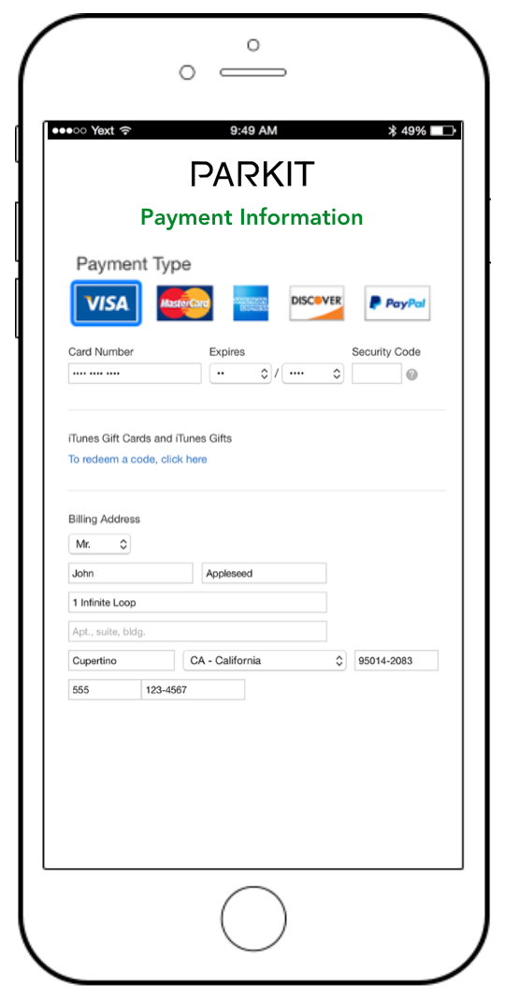 Yext 9:49 AM 49%
PARKIT
Payment Information
Payment Type
VISA MasterCard AMERICAN EXPRESS DISCOVER PayPal
Card Number Expires Security Code
•••• •••• •••• •• / •••• ?
iTunes Gift Cards and iTunes Gifts
To redeem a code, click here
Billing Address
Mr.
John Appleseed
1 Infinite Loop
Apt., suite, bldg.
Cupertino CA - California 95014-2083
555 123-4567